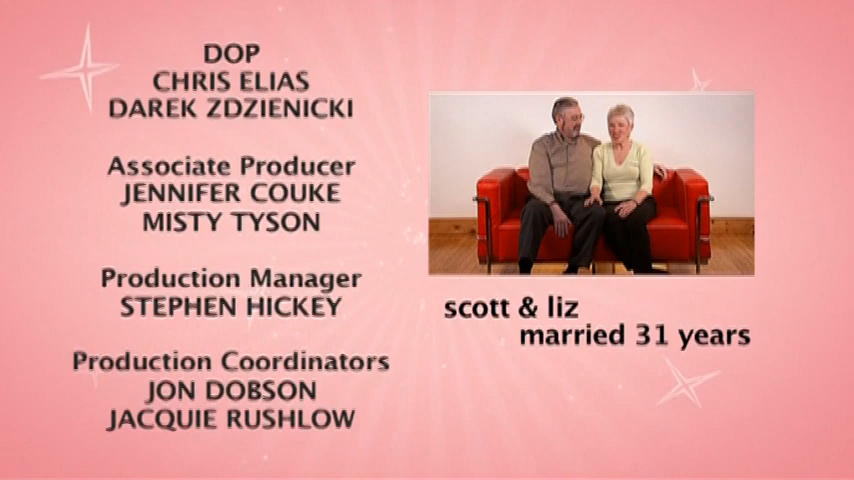 DOP
CHRIS ELIAS
DAREK ZDZIENICKI
Associate Producer
JENNIFER COUKE
MISTY TYSON
Production Manager
STEPHEN HICKEY
Production Coordinators
JON DOBSON
JACQUIE RUSHLOW
scott & liz
married 31 years